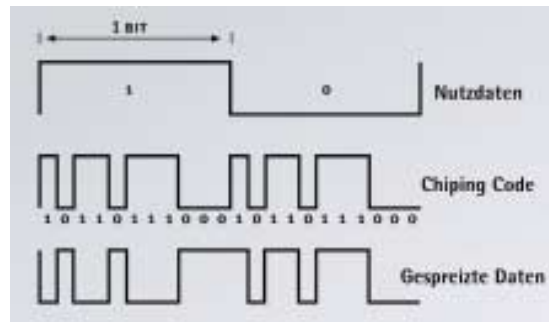 1 BIT
1 0 Nutzdaten
Chiping Code
1 0 1 1 0 1 1 1 0 0 0 1 0 1 1 0 1 1 1 0 0 0
Gespreizte Daten